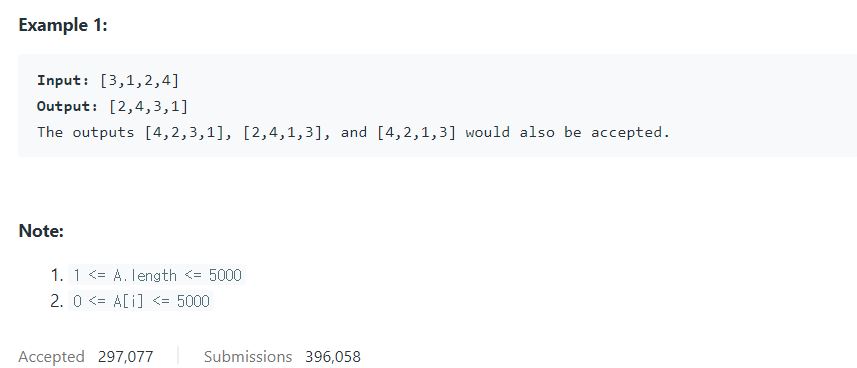 Example 1:
Input: [3,1,2,4]
Output: [2,4,3,1]
The outputs [4,2,3,1], [2,4,1,3], and [4,2,1,3] would also be accepted.
Note:
1. 1 <= A.length <= 5000
2. 0 <= A[i] <= 5000
Accepted 297,077 Submissions 396,058